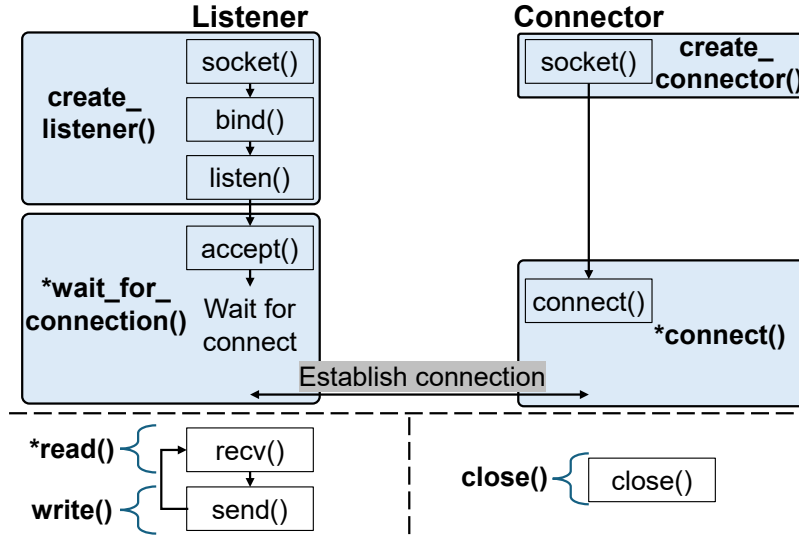 Listener
Connector
socket()
create_
listener()
bind()
listen()
socket()
create_
connector()
accept()
*wait_for_
connection()
Wait for
connect
connect()
*connect()
Establish connection
*read()
recv()
write()
send()
close()
close()